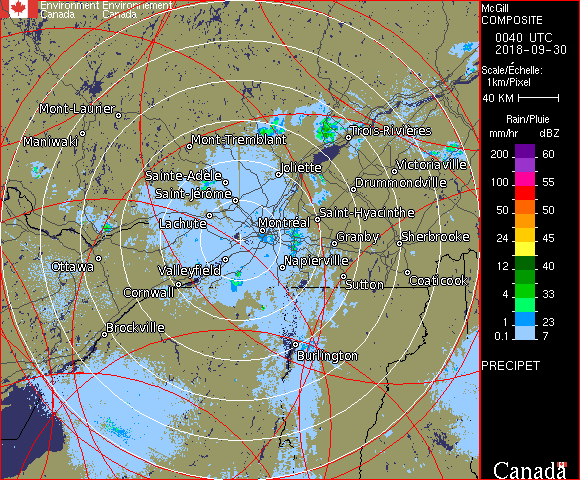 Environment Environnement
Canada Canada
McGill
COMPOSITE
0040 UTC
2018-09-30
Scale/Échelle:
1km/Pixel
40 KM
Rain/Pluie
mm/hr dBZ
200 60
100 55
50 50
24 45
12 40
4 33
0.1 7
23
PRECIPET
Canada
Mont-Laurier
Maniwaki
Mont-Tremblant
Trois-Rivières
Joliette
Victoriaville
Sainte-Adèle
Drummondville
Saint-Jérôme
Saint-Hyacinthe
Lachute
Montréal
Granby
Sherbrooke
Ottawa
Napierville
Valleyfield
Sutton
Coaticook
Cornwall
Brockville
Burlington